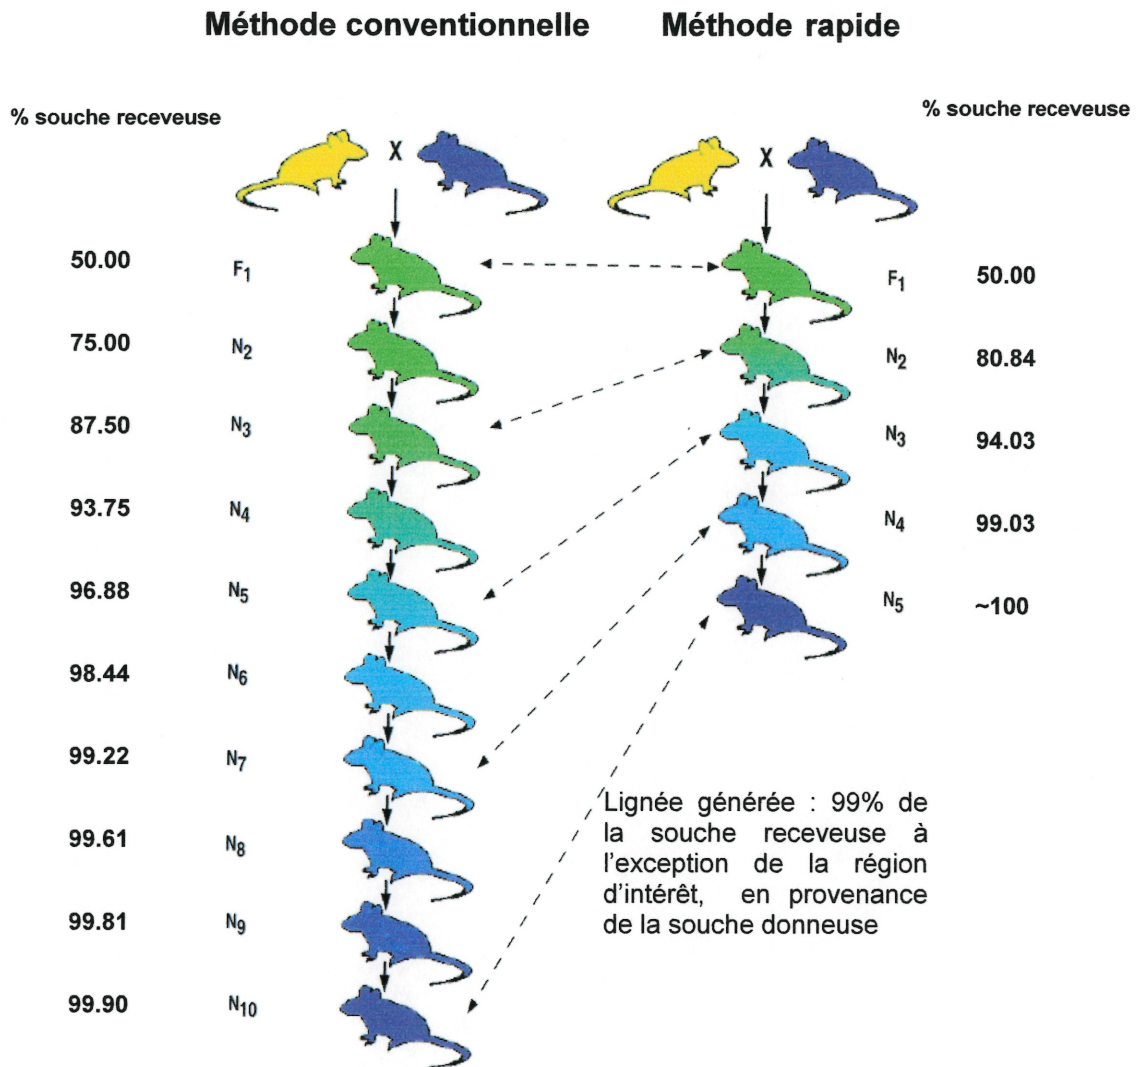 Méthode conventionnelle Méthode rapide
% souche receveuse % souche receveuse
X X
50.00 F1 F1 50.00
75.00 N2 N2 80.84
87.50 N3 N3 94.03
93.75 N4 N4 99.03
96.88 N5 N5 ~100
98.44 N6
99.22 N7
99.61 N8
99.81 N9
99.90 N10
Lignée générée : 99% de
la souche receveuse à
l'exception de la région
d'intérêt, en provenance
de la souche donneuse